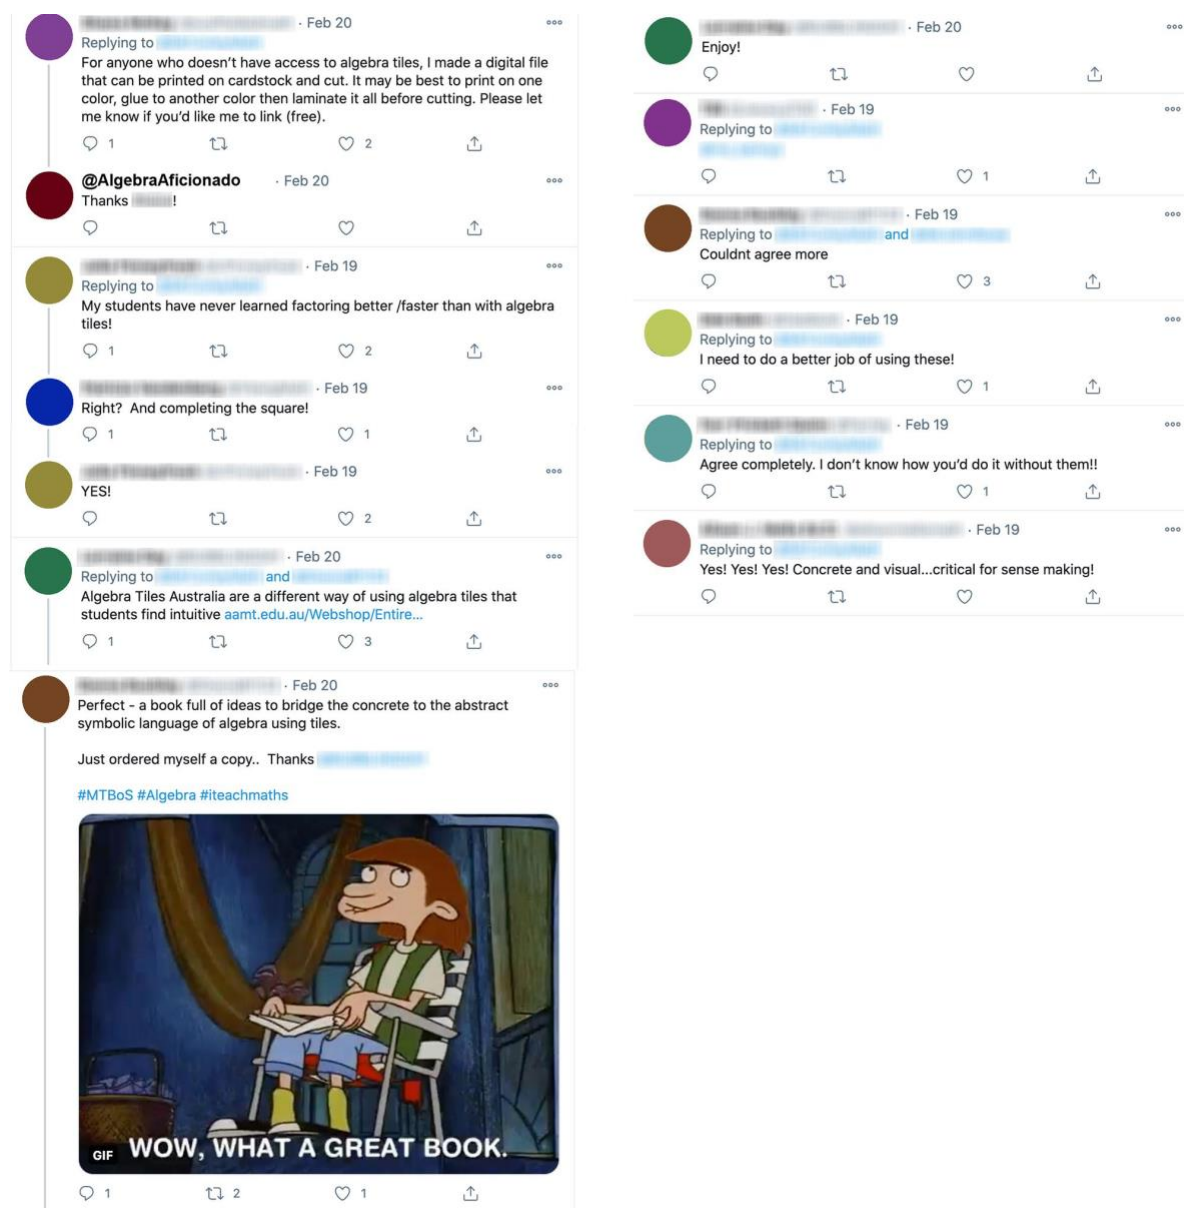 · Feb 20
Replying to
For anyone who doesn't have access to algebra tiles, I made a digital file
that can be printed on cardstock and cut. It may be best to print on one
color, glue to another color then laminate it all before cutting. Please let
me know if you'd like me to link (free).
1 2
@AlgebraAficionado · Feb 20
Thanks !
· Feb 19
Replying to
My students have never learned factoring better /faster than with algebra
tiles!
1 2
· Feb 19
Right? And completing the square!
1 1
· Feb 19
YES!
2
· Feb 20
Replying to and
Algebra Tiles Australia are a different way of using algebra tiles that
students find intuitive aamt.edu.au/Webshop/Entire...
1 3
· Feb 20
Perfect - a book full of ideas to bridge the concrete to the abstract
symbolic language of algebra using tiles.
Just ordered myself a copy.. Thanks
#MTBoS #Algebra #iteachmaths
GIF WOW, WHAT A GREAT BOOK.
1 2 1
· Feb 20
Enjoy!
· Feb 19
Replying to
1
· Feb 19
Replying to and
Couldnt agree more
3
· Feb 19
Replying to
I need to do a better job of using these!
1
· Feb 19
Replying to
Agree completely. I don't know how you'd do it without them!!
1
· Feb 19
Replying to
Yes! Yes! Yes! Concrete and visual...critical for sense making!